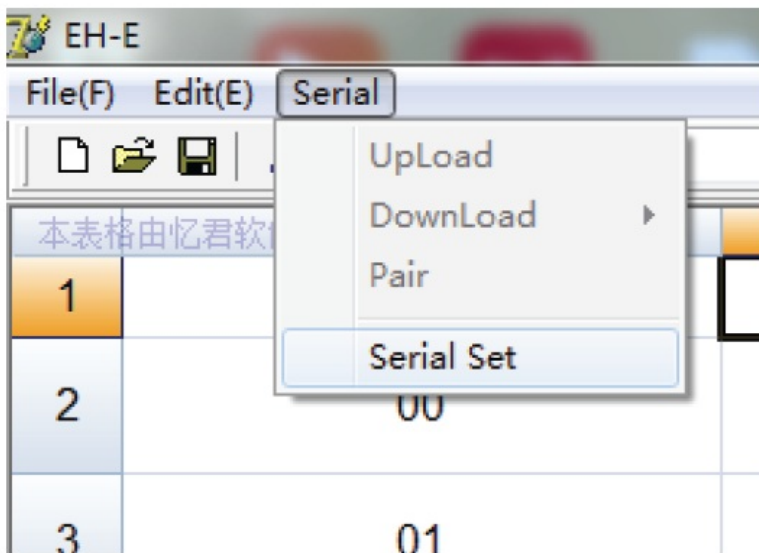 EH-E
File(F) Edit(E) Serial
UpLoad
DownLoad
Pair
本表格由忆君软
1
Serial Set
2 00
3 01